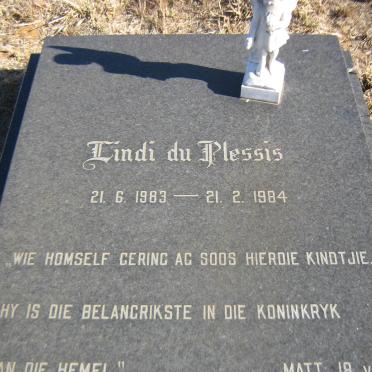 Lindi du Plessis
21. 6. 1983 — 21. 2. 1984
„WIE HOMSELF GERING AG SOOS HIERDIE KINDTJIE.
HY IS DIE BELANGRIKSTE IN DIE KONINKRYK
AN DIE HEMEL." MATT. 18 v